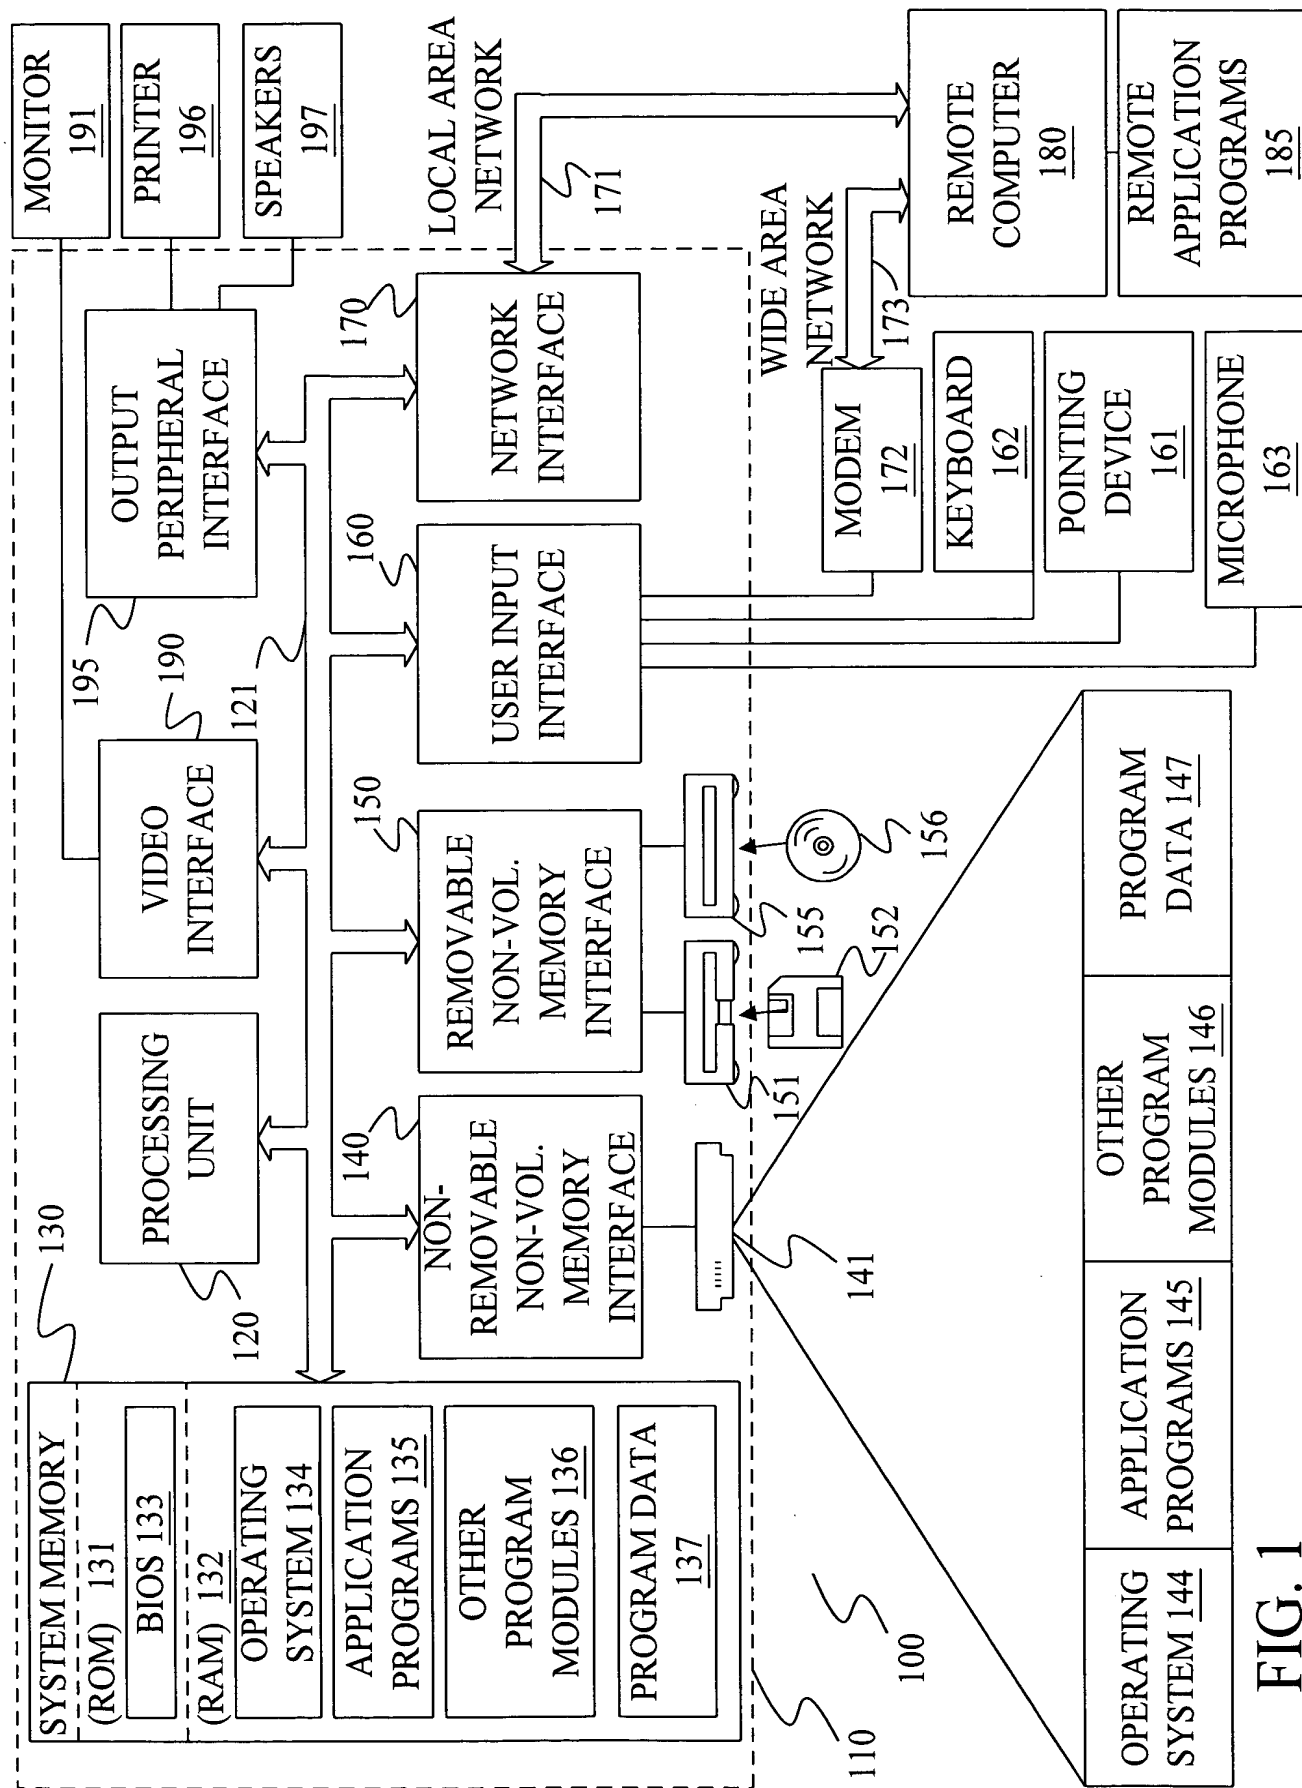 SYSTEM MEMORY
(ROM) 131
BIOS 133
(RAM) 132
OPERATING
SYSTEM 134
APPLICATION
PROGRAMS 135
OTHER
PROGRAM
MODULES 136
PROGRAM DATA
137
130
120
PROCESSING
UNIT
VIDEO
INTERFACE
190
195
OUTPUT
PERIPHERAL
INTERFACE
121
MONITOR
191
PRINTER
196
SPEAKERS
197
140
NON-
REMOVABLE
NON-VOL.
MEMORY
INTERFACE
150
REMOVABLE
NON-VOL.
MEMORY
INTERFACE
160
USER INPUT
INTERFACE
170
NETWORK
INTERFACE
LOCAL AREA
NETWORK
171
141
151
152
155
156
WIDE AREA
NETWORK
173
MODEM
172
KEYBOARD
162
POINTING
DEVICE
161
MICROPHONE
163
REMOTE
COMPUTER
180
REMOTE
APPLICATION
PROGRAMS
185
110
100
OPERATING
SYSTEM 144
APPLICATION
PROGRAMS 145
OTHER
PROGRAM
MODULES 146
PROGRAM
DATA 147
FIG. 1